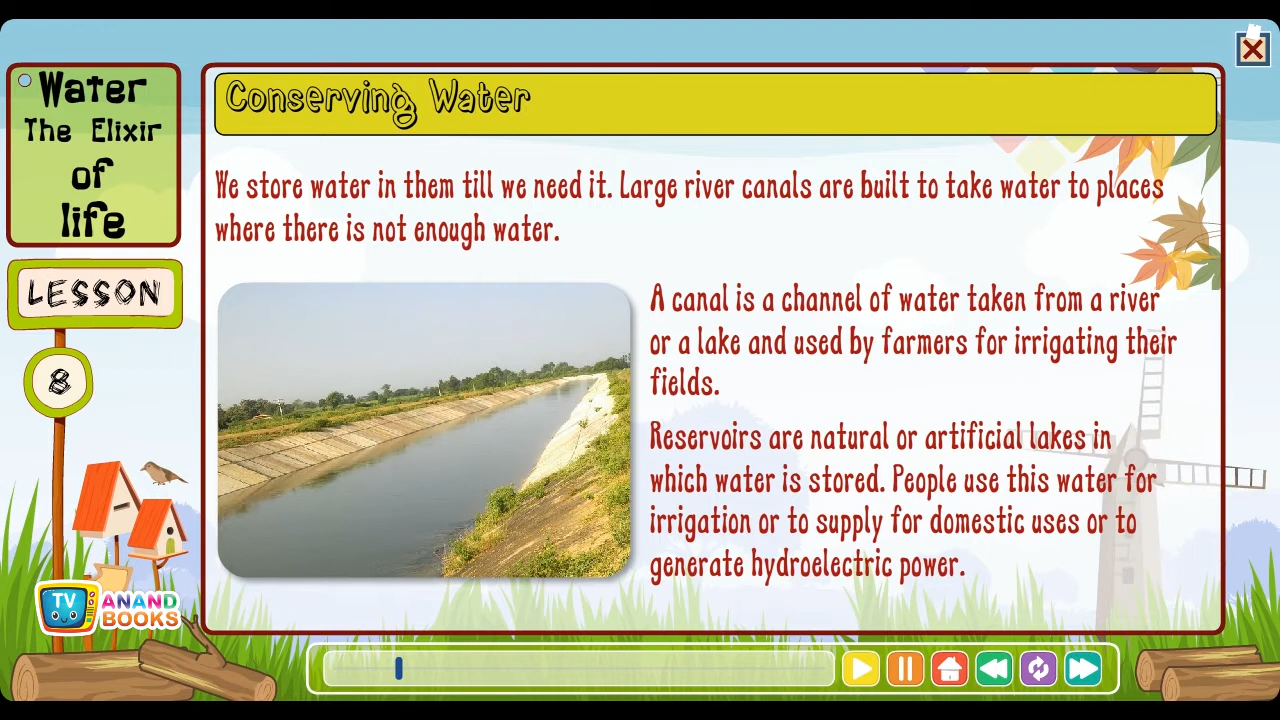 Water
The Elixir
of
life
LESSON
8
Conserving Water
We store water in them till we need it. Large river canals are built to take water to places
where there is not enough water.
A canal is a channel of water taken from a river
or a lake and used by farmers for irrigating their
fields.
Reservoirs are natural or artificial lakes in
which water is stored. People use this water for
irrigation or to supply for domestic uses or to
generate hydroelectric power.
TV
ANAND
BOOKS